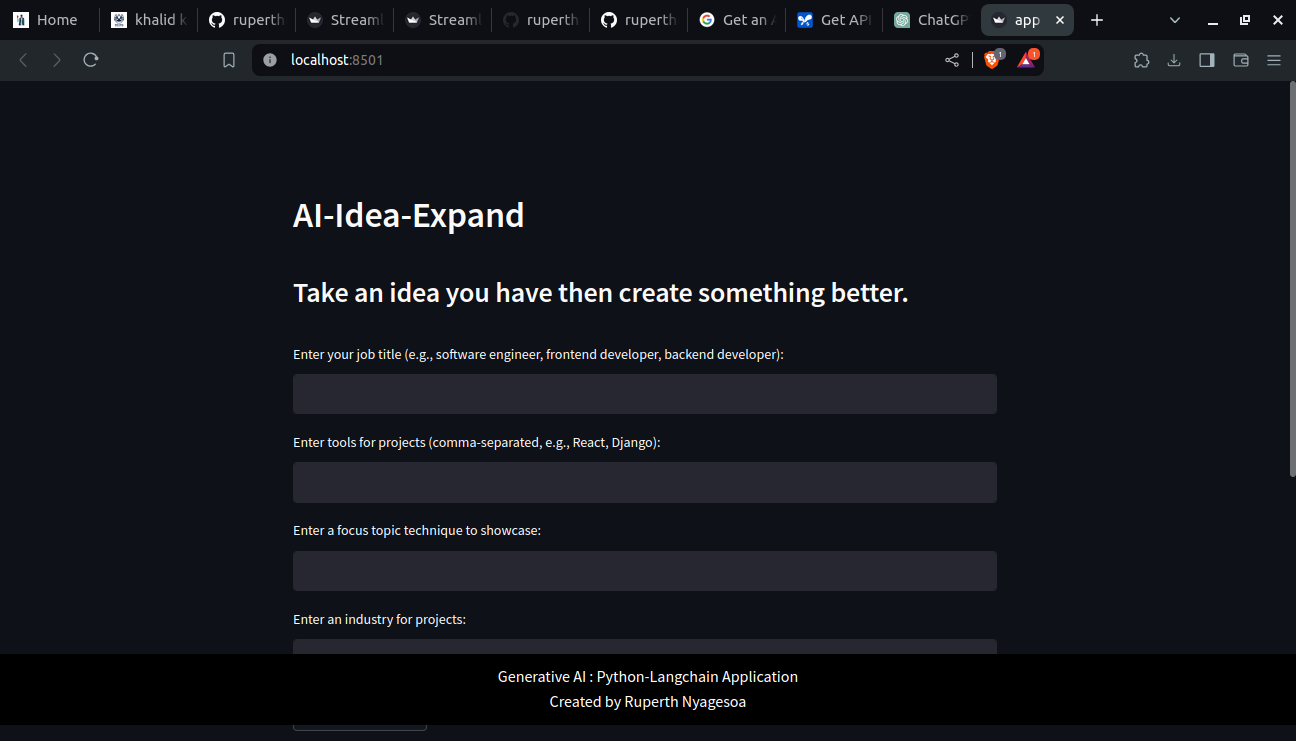 Home
khalid k
ruperth
Streaml
Streaml
ruperth
ruperth
Get an A
Get API
ChatGP
app
localhost:8501
1
1
AI-Idea-Expand
Take an idea you have then create something better.
Enter your job title (e.g., software engineer, frontend developer, backend developer):
Enter tools for projects (comma-separated, e.g., React, Django):
Enter a focus topic technique to showcase:
Enter an industry for projects:
Generative AI : Python-Langchain Application
Created by Ruperth Nyagesoa